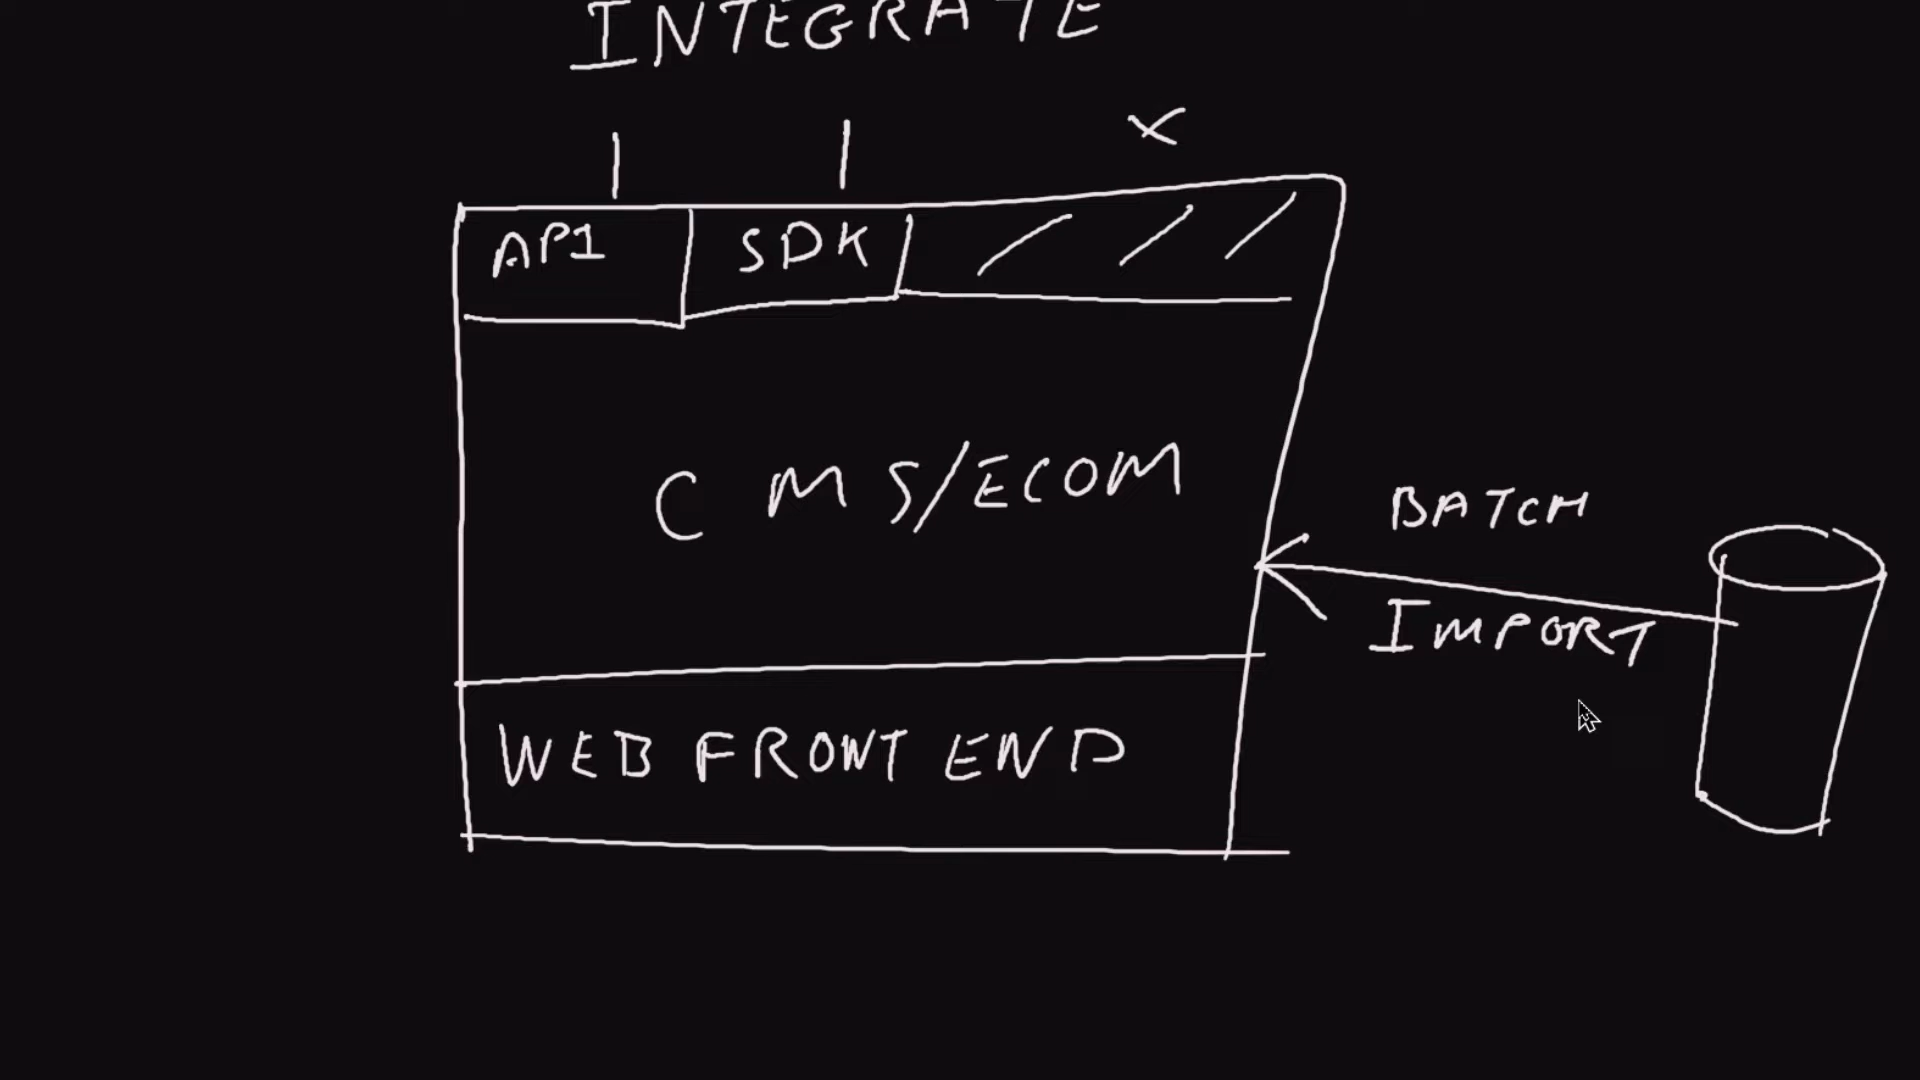 INTEGRATE
x
API SDK
CMS/ECOM
BATCH
IMPORT
WEB FRONT END